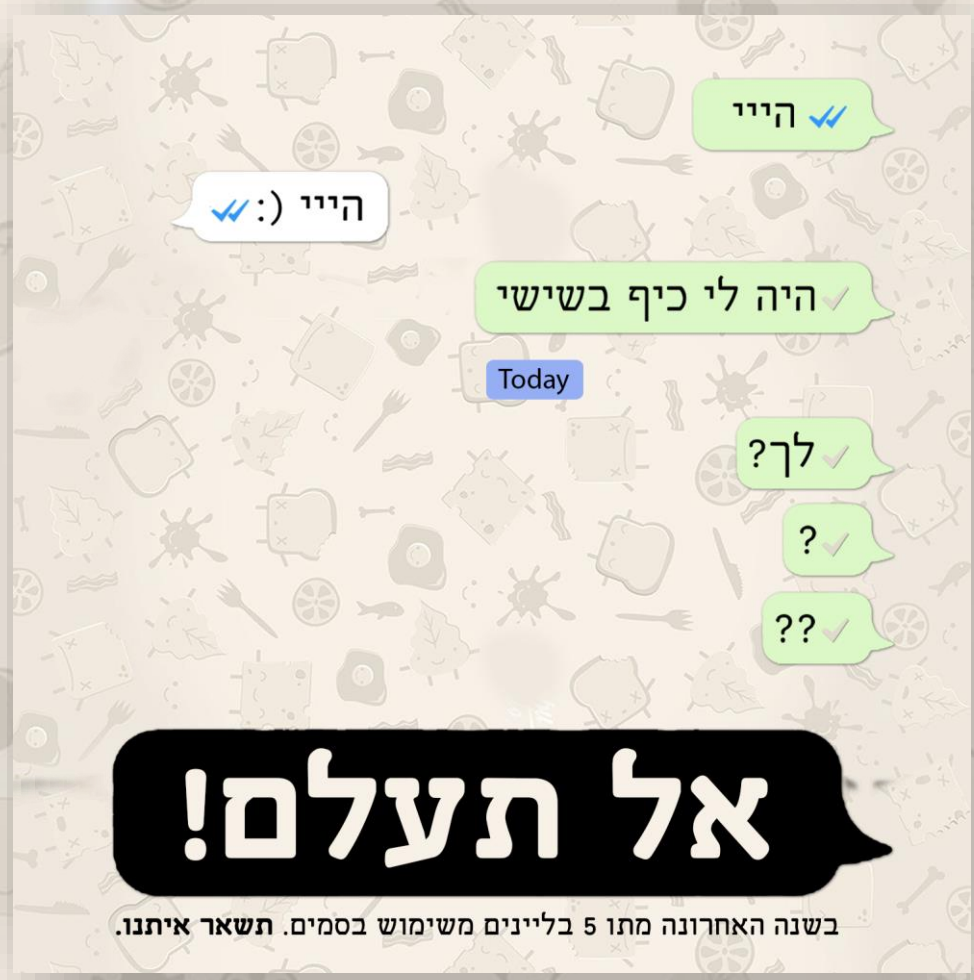 הייי
הייי (:
היה לי כיף בשישי
Today
לך?
?
??
אל תעלם!
בשנה האחרונה מתו 5 בליינים משימוש בסמים. תשאר איתנו.